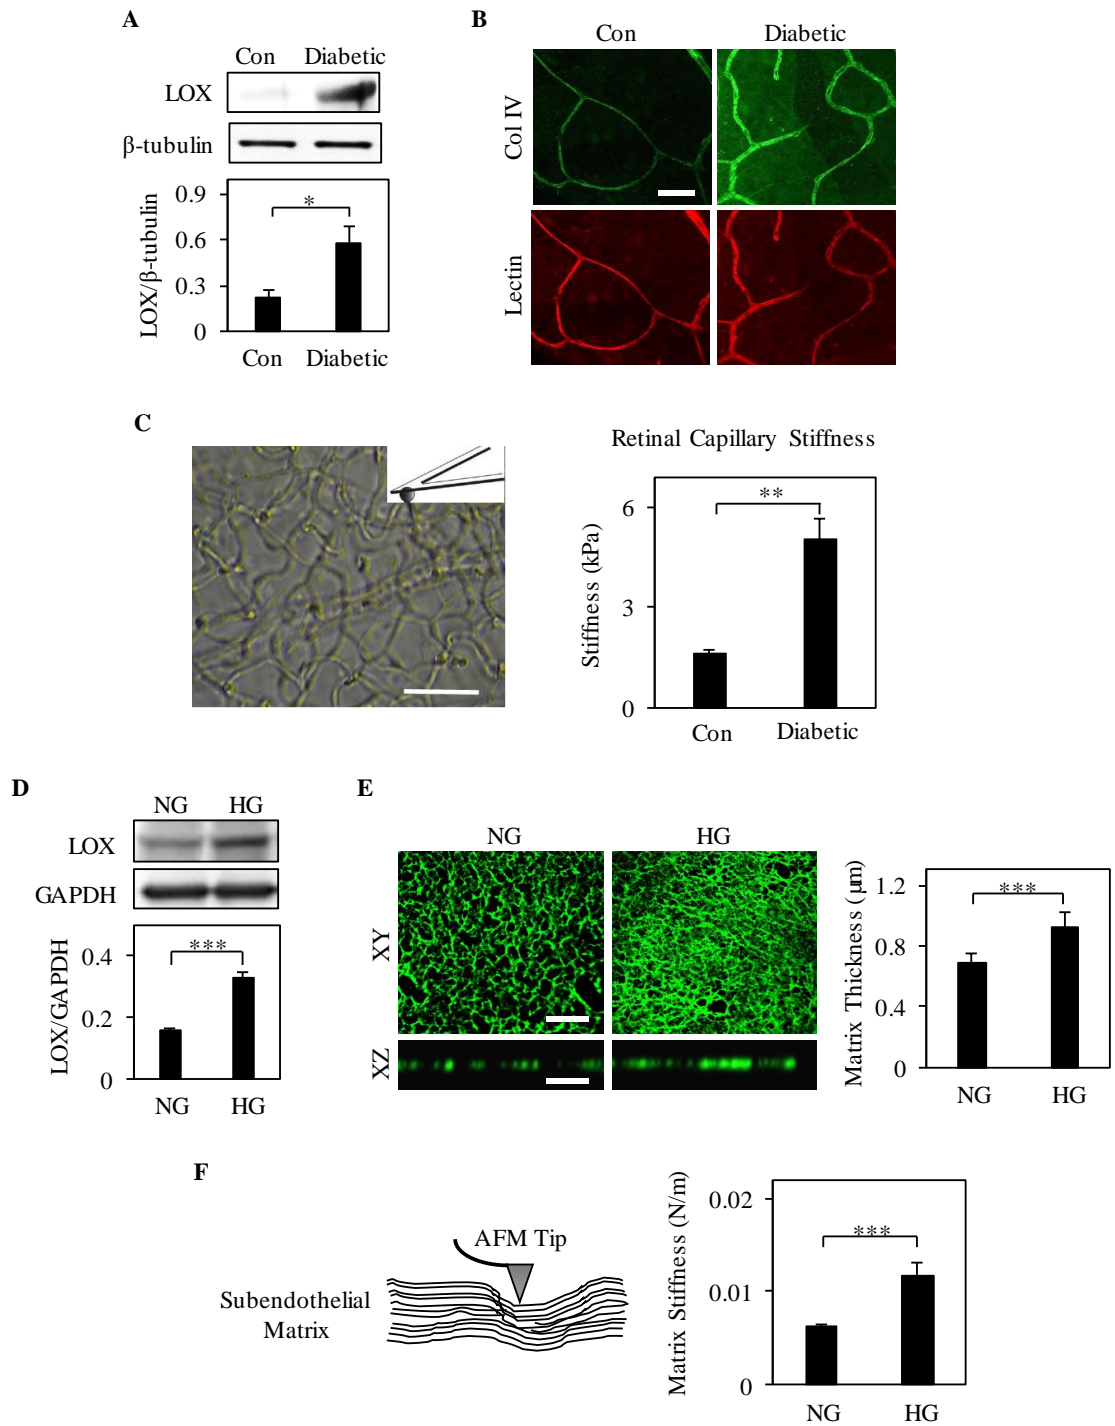 A
Con Diabetic
LOX
β-tubulin
LOX/β-tubulin
0.9
0.6
0.3
0
*
Con Diabetic
B
Con Diabetic
Col IV
Lectin
C
Retinal Capillary Stiffness
Stiffness (kPa)
6
3
0
**
Con Diabetic
D
NG HG
LOX
GAPDH
LOX/GAPDH
0.4
0.2
0
***
NG HG
E
NG HG
XY
XZ
Matrix Thickness (µm)
1.2
0.8
0.4
0
***
NG HG
F
AFM Tip
Subendothelial
Matrix
Matrix Stiffness (N/m)
0.02
0.01
0
***
NG HG